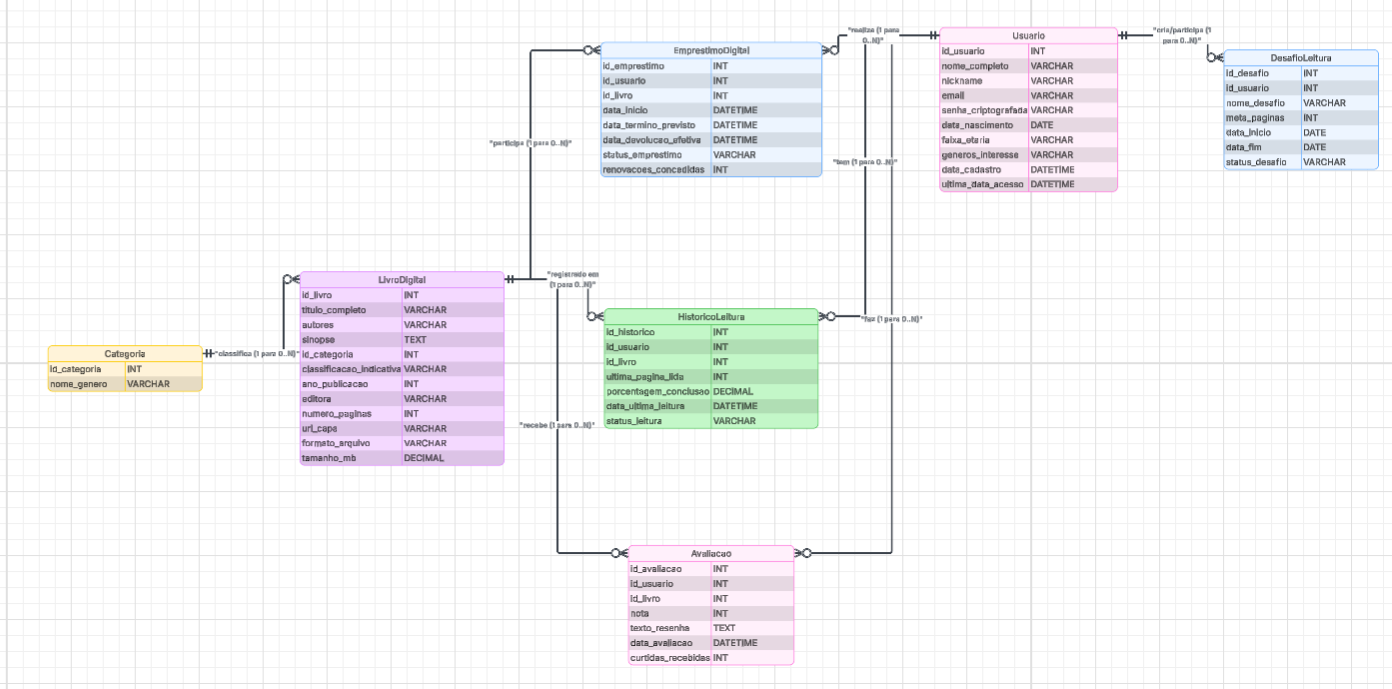 EmprestimoDigital
id_emprestimo INT
id_usuario INT
id_livro INT
data_inicio DATETIME
data_termino_previsto DATETIME
data_devolucao_efetiva DATETIME
status_emprestimo VARCHAR
renovacoes_concedidas INT
"realiza (1 para
0..N)"
Usuario
id_usuario INT
nome_completo VARCHAR
nickname VARCHAR
email VARCHAR
senha_criptografada VARCHAR
data_nascimento DATE
faixa_etaria VARCHAR
generos_interesse VARCHAR
data_cadastro DATETIME
ultima_data_acesso DATETIME
"cria/participa (1
para 0..N)"
DesafioLeitura
id_desafio INT
id_usuario INT
nome_desafio VARCHAR
meta_paginas INT
data_inicio DATE
data_fim DATE
status_desafio VARCHAR
"participa (1 para 0..N)"
"tem (1 para 0..N)"
LivroDigital
id_livro INT
titulo_completo VARCHAR
autores VARCHAR
sinopse TEXT
id_categoria INT
classificacao_indicativa VARCHAR
ano_publicacao INT
editora VARCHAR
numero_paginas INT
url_capa VARCHAR
formato_arquivo VARCHAR
tamanho_mb DECIMAL
"registrado em
(1 para 0..N)"
HistoricoLeitura
id_historico INT
id_usuario INT
id_livro INT
ultima_pagina_lida INT
porcentagem_conclusao DECIMAL
data_ultima_leitura DATETIME
status_leitura VARCHAR
"faz (1 para 0..N)"
Categoria
id_categoria INT
nome_genero VARCHAR
"classifica (1 para 0..N)"
"recebe (1 para 0..N)"
Avaliacao
id_avaliacao INT
id_usuario INT
id_livro INT
nota INT
texto_resenha TEXT
data_avaliacao DATETIME
curtidas_recebidas INT